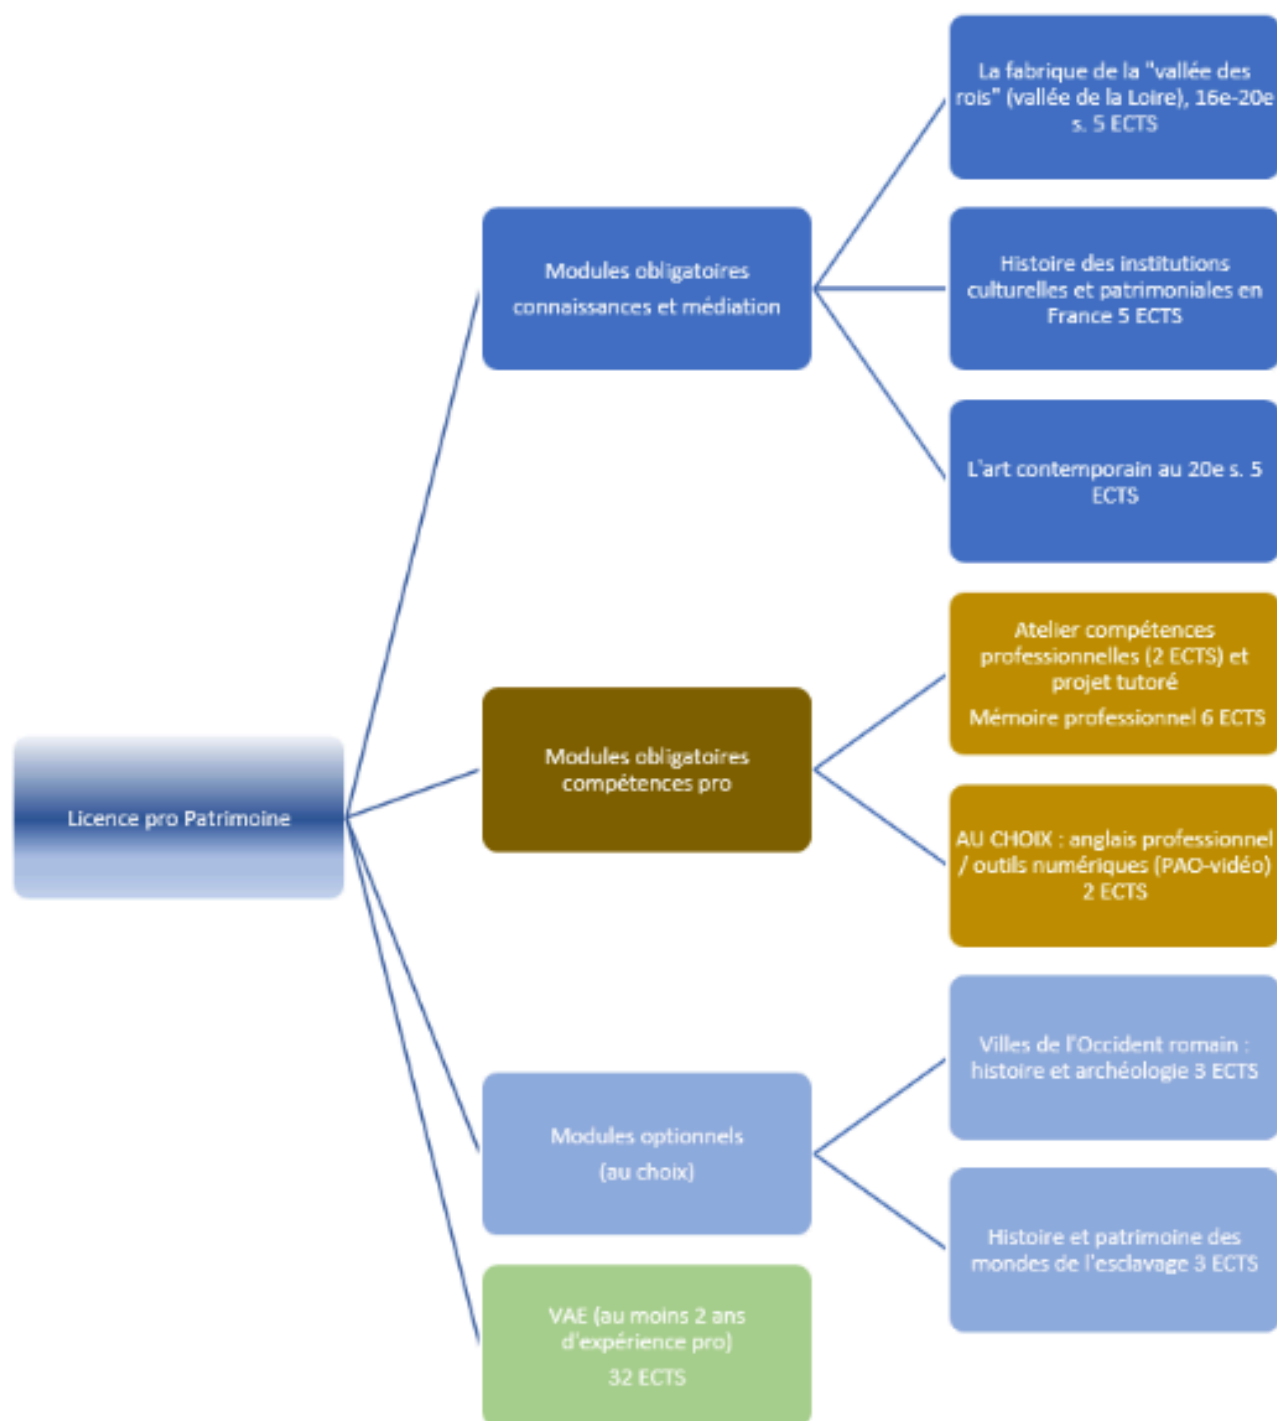 La fabrique de la "vallée des
rois" (vallée de la Loire), 16e-20e
s. 5 ECTS
Modules obligatoires
connaissances et médiation
Histoire des institutions
culturelles et patrimoniales en
France 5 ECTS
L'art contemporain au 20e s. 5
ECTS
Licence pro Patrimoine
Modules obligatoires
compétences pro
Atelier compétences
professionnelles (2 ECTS) et
projet tutoré
Mémoire professionnel 6 ECTS
AU CHOIX : anglais professionnel
/ outils numériques (PAO-vidéo)
2 ECTS
Modules optionnels
(au choix)
Villes de l'Occident romain :
histoire et archéologie 3 ECTS
Histoire et patrimoine des
mondes de l'esclavage 3 ECTS
VAE (au moins 2 ans
d'expérience pro)
32 ECTS